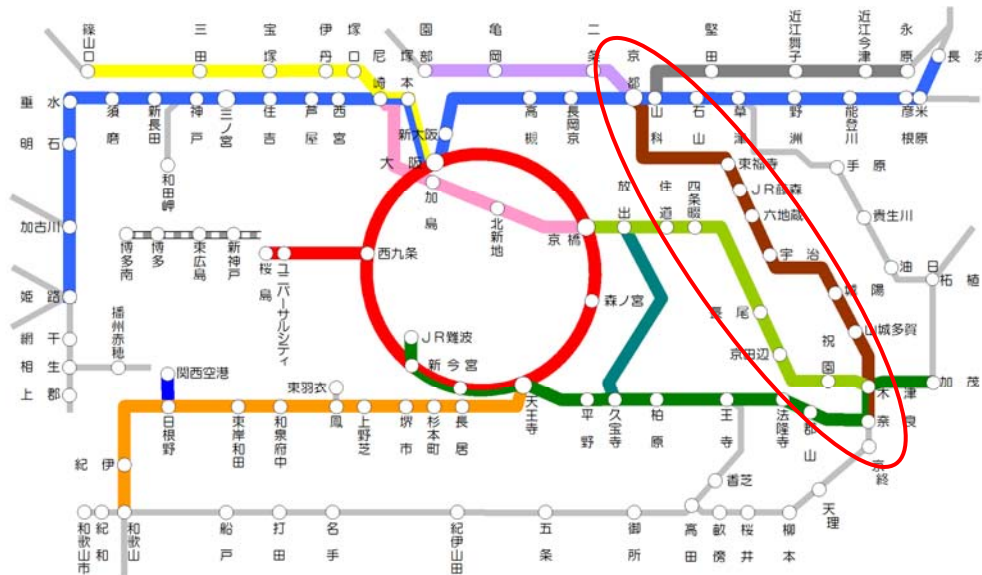 篠山口
三田
宝塚
伊丹
塚口
尼崎
塚本
園部
亀岡
二条
京都
山科
堅田
近江舞子
近江今津
永原
長浜
垂水
須磨
新長田
神戸
三ノ宮
住吉
芦屋
西宮
新大阪
高槻
長岡京
石山
草津
野洲
能登川
彦根
米原
明石
和田岬
大阪
加島
北新地
京橋
放出
住道
四条畷
東福寺
JR藤森
六地蔵
宇治
城陽
山城多賀
手原
貴生川
油日
柘植
加古川
博多南
博多
東広島
新神戸
桜島
ユニバーサルシティ
西九条
森ノ宮
長尾
京田辺
祝園
木津
加茂
奈良
姫路
網干
播州赤穂
相生
上郡
関西空港
JR難波
新今宮
東羽衣
天王寺
日根野
東岸和田
和泉府中
鳳
上野芝
堺市
杉本町
長居
平野
久宝寺
柏原
王寺
法隆寺
郡山
京終
紀伊
香芝
天理
和歌山市
紀和
和歌山
船戸
打田
名手
紀伊山田
五条
御所
高田
畝傍
桜井
柳本